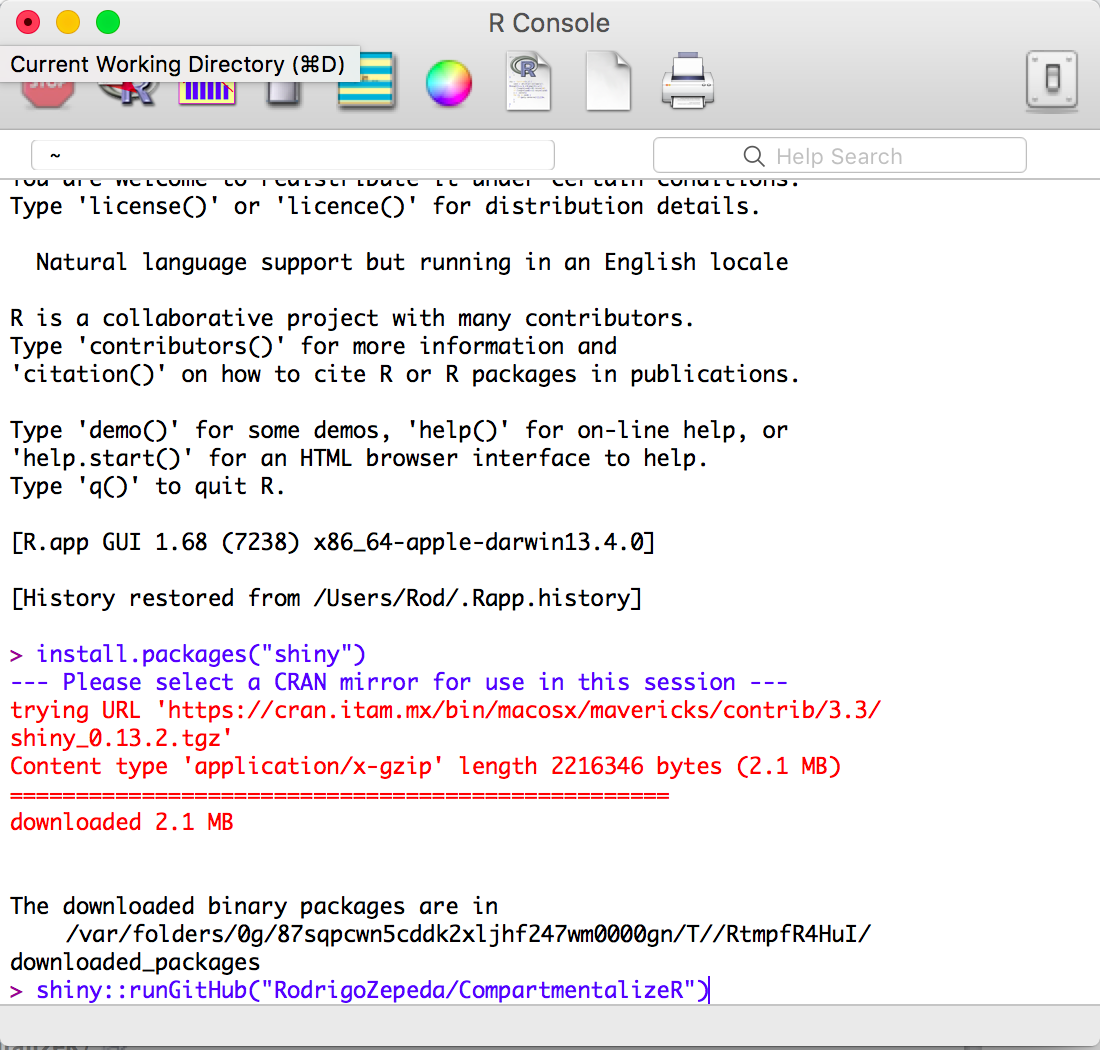 R Console
Current Working Directory (⌘D)
STOP
R
~
Help Search
You are welcome to redistribute it under certain conditions.
Type 'license()' or 'licence()' for distribution details.
Natural language support but running in an English locale
R is a collaborative project with many contributors.
Type 'contributors()' for more information and
'citation()' on how to cite R or R packages in publications.
Type 'demo()' for some demos, 'help()' for on-line help, or
'help.start()' for an HTML browser interface to help.
Type 'q()' to quit R.
[R.app GUI 1.68 (7238) x86_64-apple-darwin13.4.0]
[History restored from /Users/Rod/.Rapp.history]
> install.packages("shiny")
--- Please select a CRAN mirror for use in this session ---
trying URL 'https://cran.itam.mx/bin/macosx/mavericks/contrib/3.3/
shiny_0.13.2.tgz'
Content type 'application/x-gzip' length 2216346 bytes (2.1 MB)
==================================================
downloaded 2.1 MB
The downloaded binary packages are in
/var/folders/0g/87sqpcwn5cddk2xljhf247wm0000gn/T//RtmpfR4HuI/
downloaded_packages
> shiny::runGitHub("RodrigoZepeda/CompartmentalizeR")